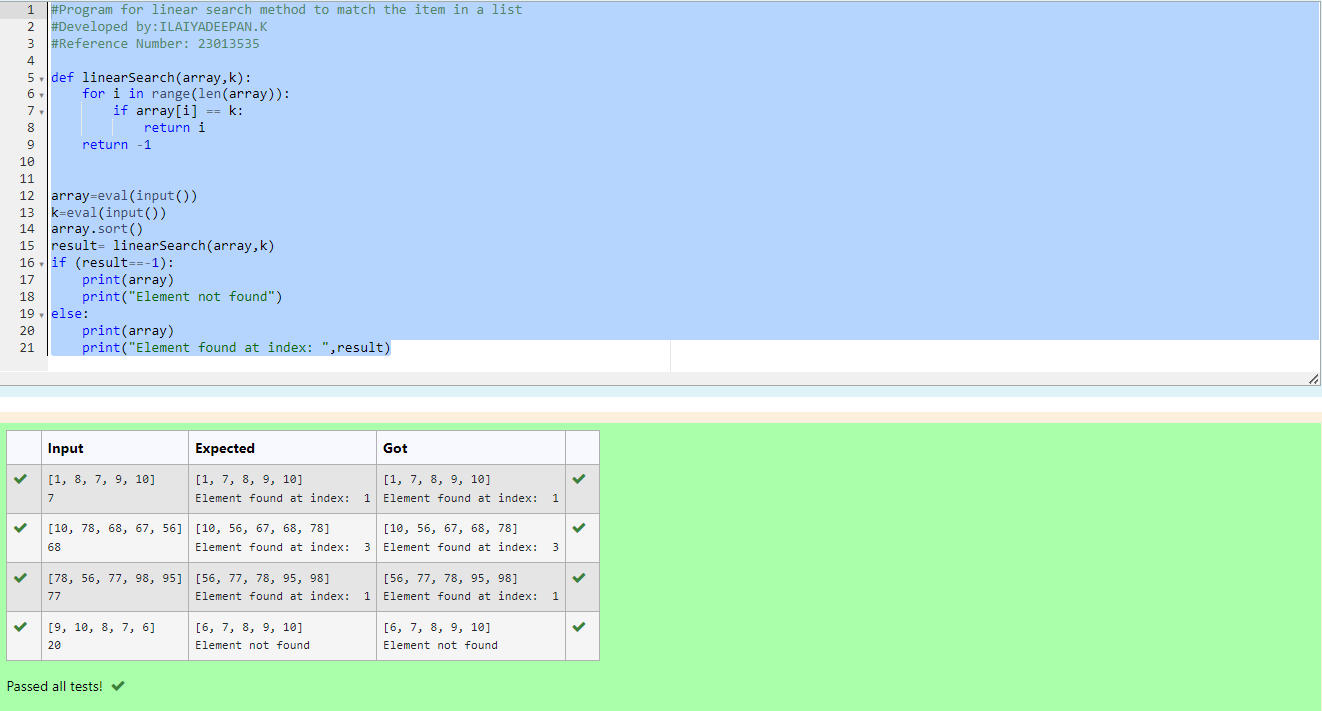 1 #Program for linear search method to match the item in a list
2 #Developed by:ILAIYADEEPAN.K
3 #Reference Number: 23013535
4
5 def linearSearch(array,k):
6     for i in range(len(array)):
7         if array[i] == k:
8             return i
9     return -1
10
11
12 array=eval(input())
13 k=eval(input())
14 array.sort()
15 result= linearSearch(array,k)
16 if (result==-1):
17     print(array)
18     print("Element not found")
19 else:
20     print(array)
21     print("Element found at index: ",result)
Input Expected Got
[1, 8, 7, 9, 10] [1, 7, 8, 9, 10] [1, 7, 8, 9, 10]
7 Element found at index:  1 Element found at index:  1
[10, 78, 68, 67, 56] [10, 56, 67, 68, 78] [10, 56, 67, 68, 78]
68 Element found at index:  3 Element found at index:  3
[78, 56, 77, 98, 95] [56, 77, 78, 95, 98] [56, 77, 78, 95, 98]
77 Element found at index:  1 Element found at index:  1
[9, 10, 8, 7, 6] [6, 7, 8, 9, 10] [6, 7, 8, 9, 10]
20 Element not found Element not found
Passed all tests!